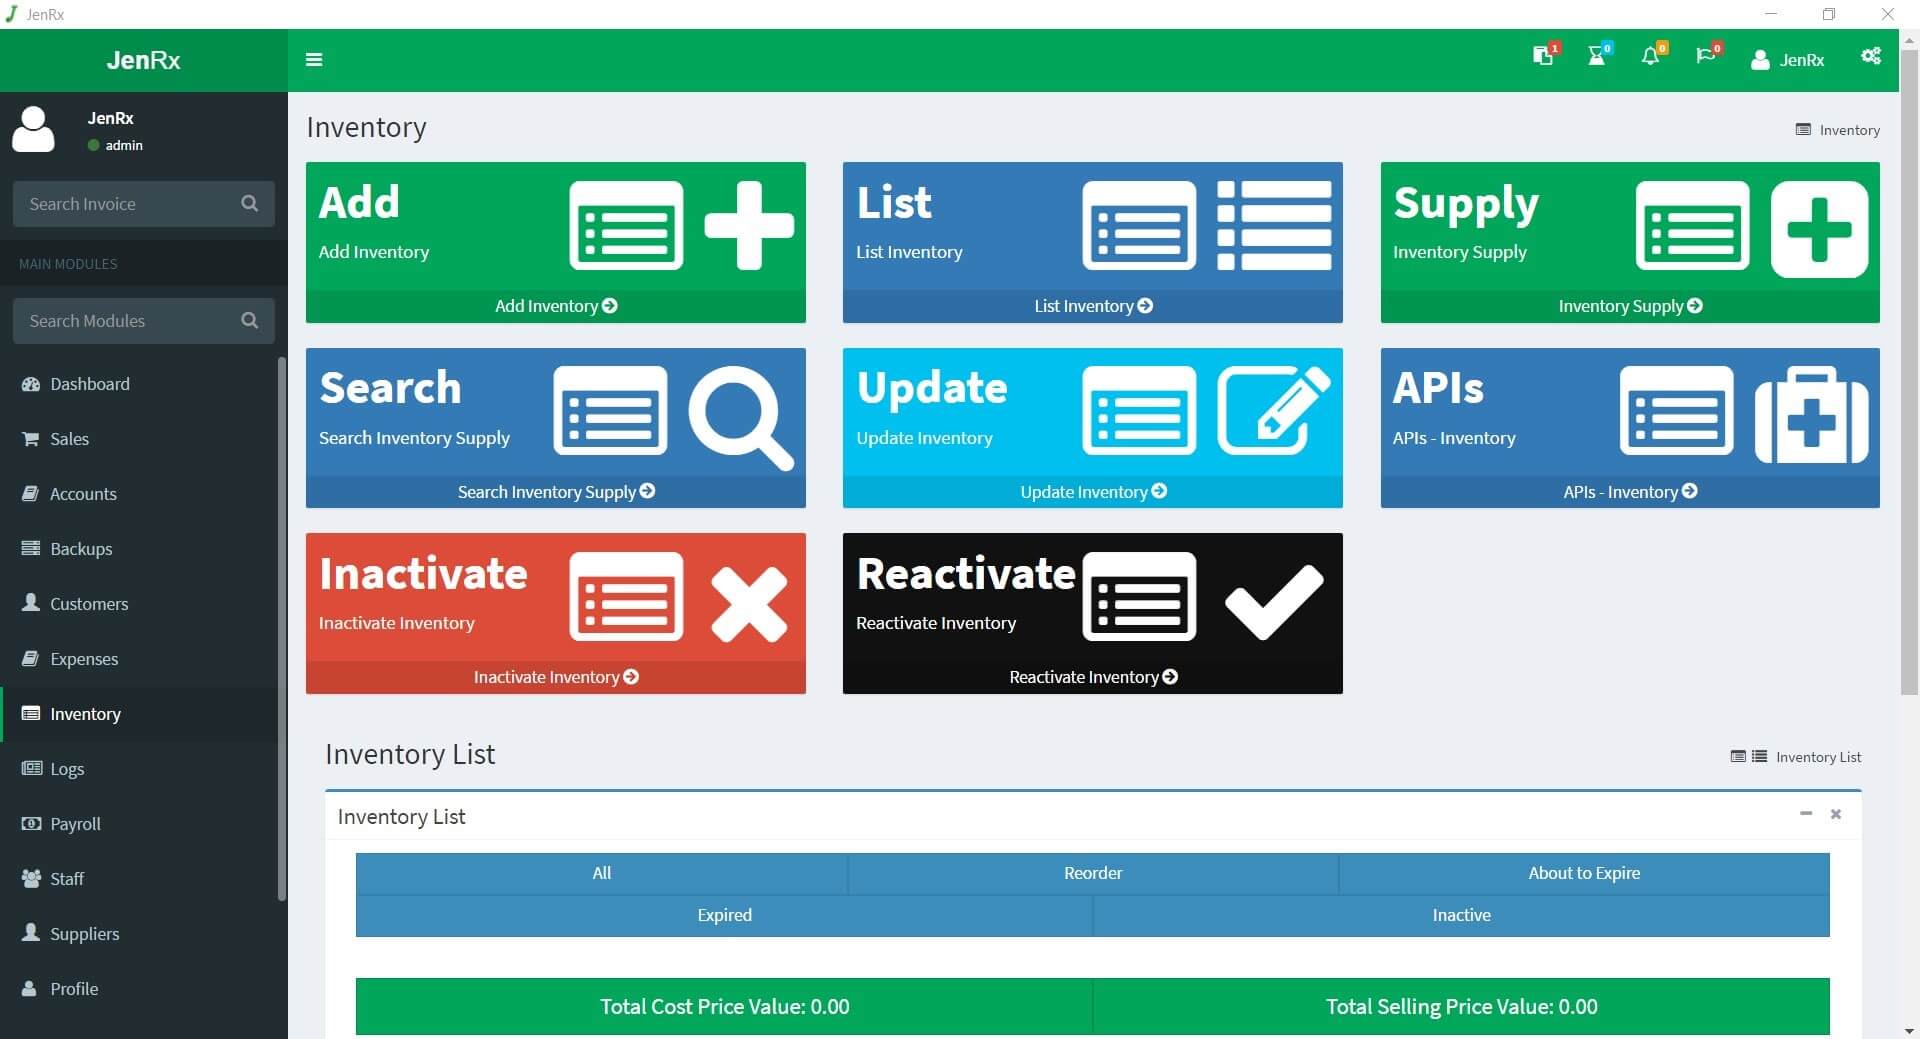 JenRx
JenRx
1
0
0
0
JenRx
JenRx
admin
Search Invoice
MAIN MODULES
Search Modules
Dashboard
Sales
Accounts
Backups
Customers
Expenses
Inventory
Logs
Payroll
Staff
Suppliers
Profile
Inventory
Inventory
Add
Add Inventory
Add Inventory
List
List Inventory
List Inventory
Supply
Inventory Supply
Inventory Supply
Search
Search Inventory Supply
Search Inventory Supply
Update
Update Inventory
Update Inventory
APIs
APIs - Inventory
APIs - Inventory
Inactivate
Inactivate Inventory
Inactivate Inventory
Reactivate
Reactivate Inventory
Reactivate Inventory
Inventory List
Inventory List
Inventory List
All
Reorder
About to Expire
Expired
Inactive
Total Cost Price Value: 0.00
Total Selling Price Value: 0.00